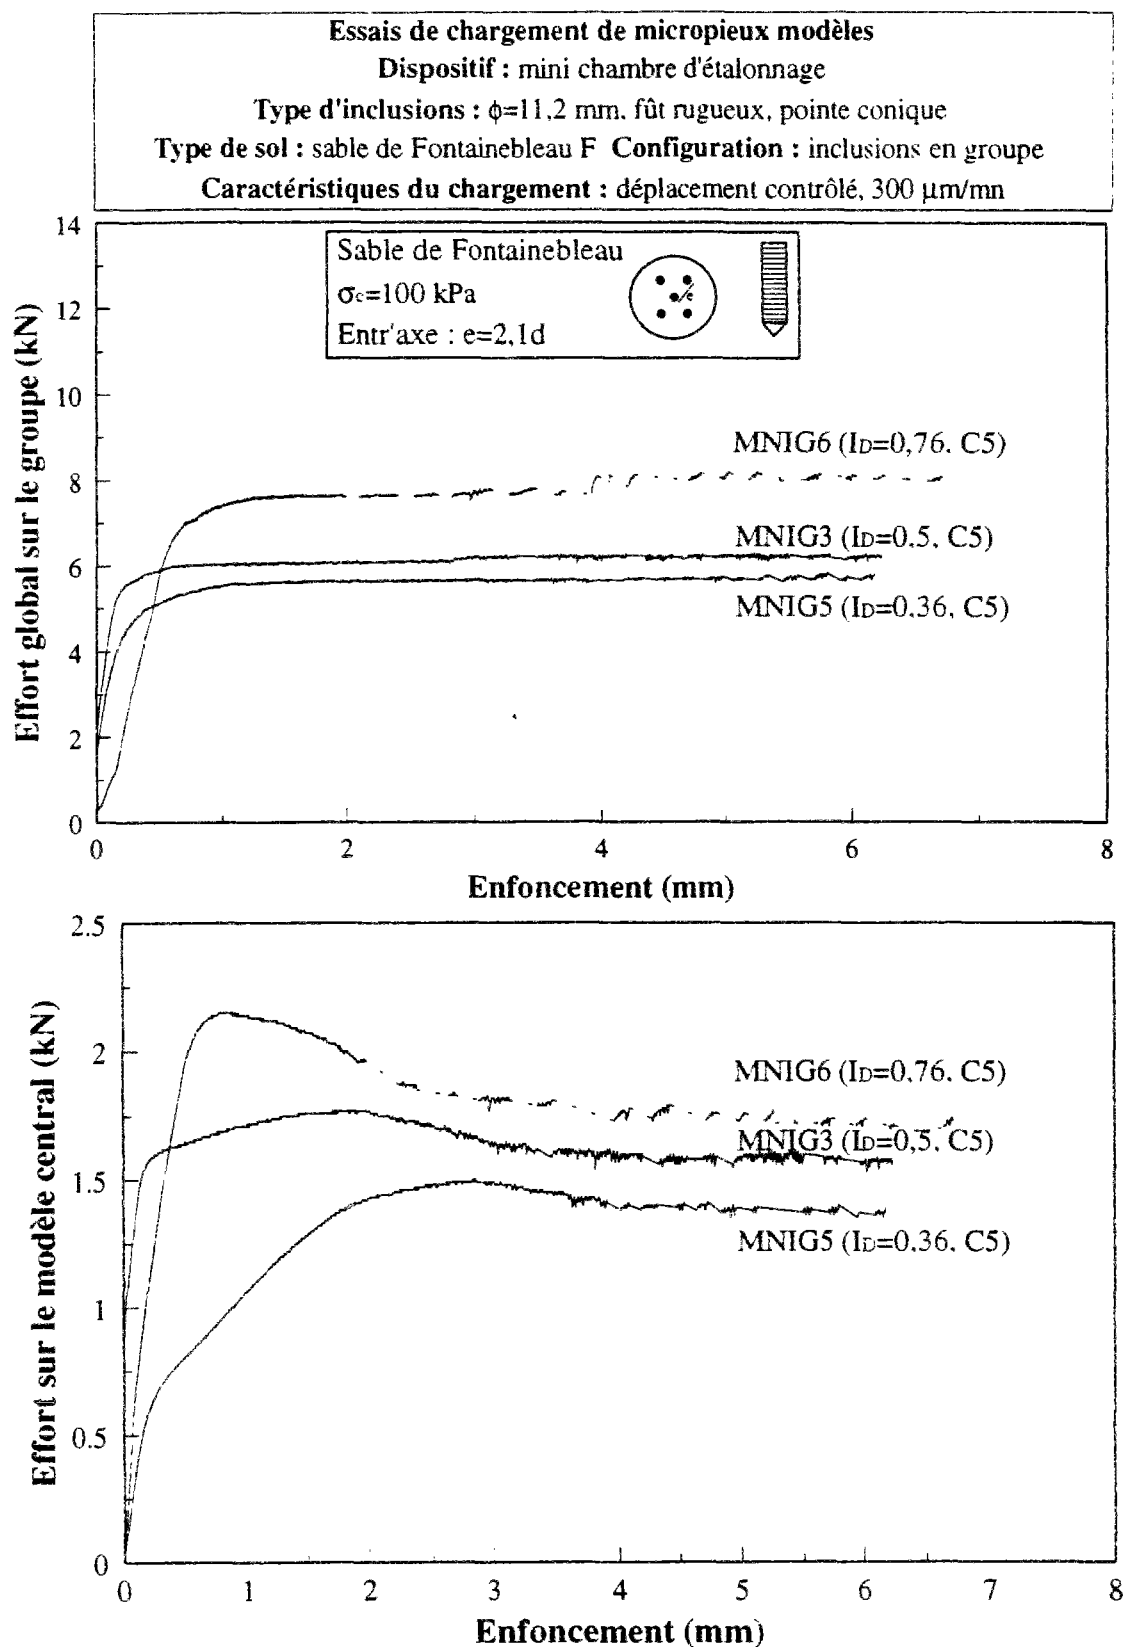 Essais de chargement de micropieux modèles
Dispositif : mini chambre d'étalonnage
Type d'inclusions : ϕ=11,2 mm, fût rugueux, pointe conique
Type de sol : sable de Fontainebleau F Configuration : inclusions en groupe
Caractéristiques du chargement : déplacement contrôlé, 300 µm/mn
Effort global sur le groupe (kN)
14
12
10
8
6
4
2
0
Sable de Fontainebleau
σc=100 kPa
Entr'axe : e=2,1d
e
MNIG6 (ID=0,76. C5)
MNIG3 (ID=0.5, C5)
MNIG5 (ID=0.36, C5)
0 2 4 6 8
Enfoncement (mm)
Effort sur le modèle central (kN)
2.5
2
1.5
1
0.5
0
MNIG6 (ID=0.76. C5)
MNIG3 (ID=0,5. C5)
MNIG5 (ID=0,36. C5)
0 1 2 3 4 5 6 7 8
Enfoncement (mm)